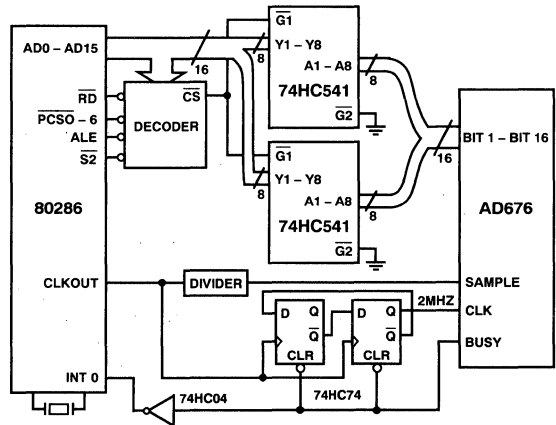 AD0 – AD15
RD
PCSO – 6
ALE
S2
80286
CLKOUT
INT 0
16
CS
DECODER
G1
Y1 – Y8
8
A1 – A8
8
74HC541
G2
G1
Y1 – Y8
8
A1 – A8
8
74HC541
G2
BIT 1 – BIT 16
16
AD676
SAMPLE
CLK
BUSY
DIVIDER
2MHZ
D Q
Q
CLR
D Q
Q
CLR
74HC04
74HC74